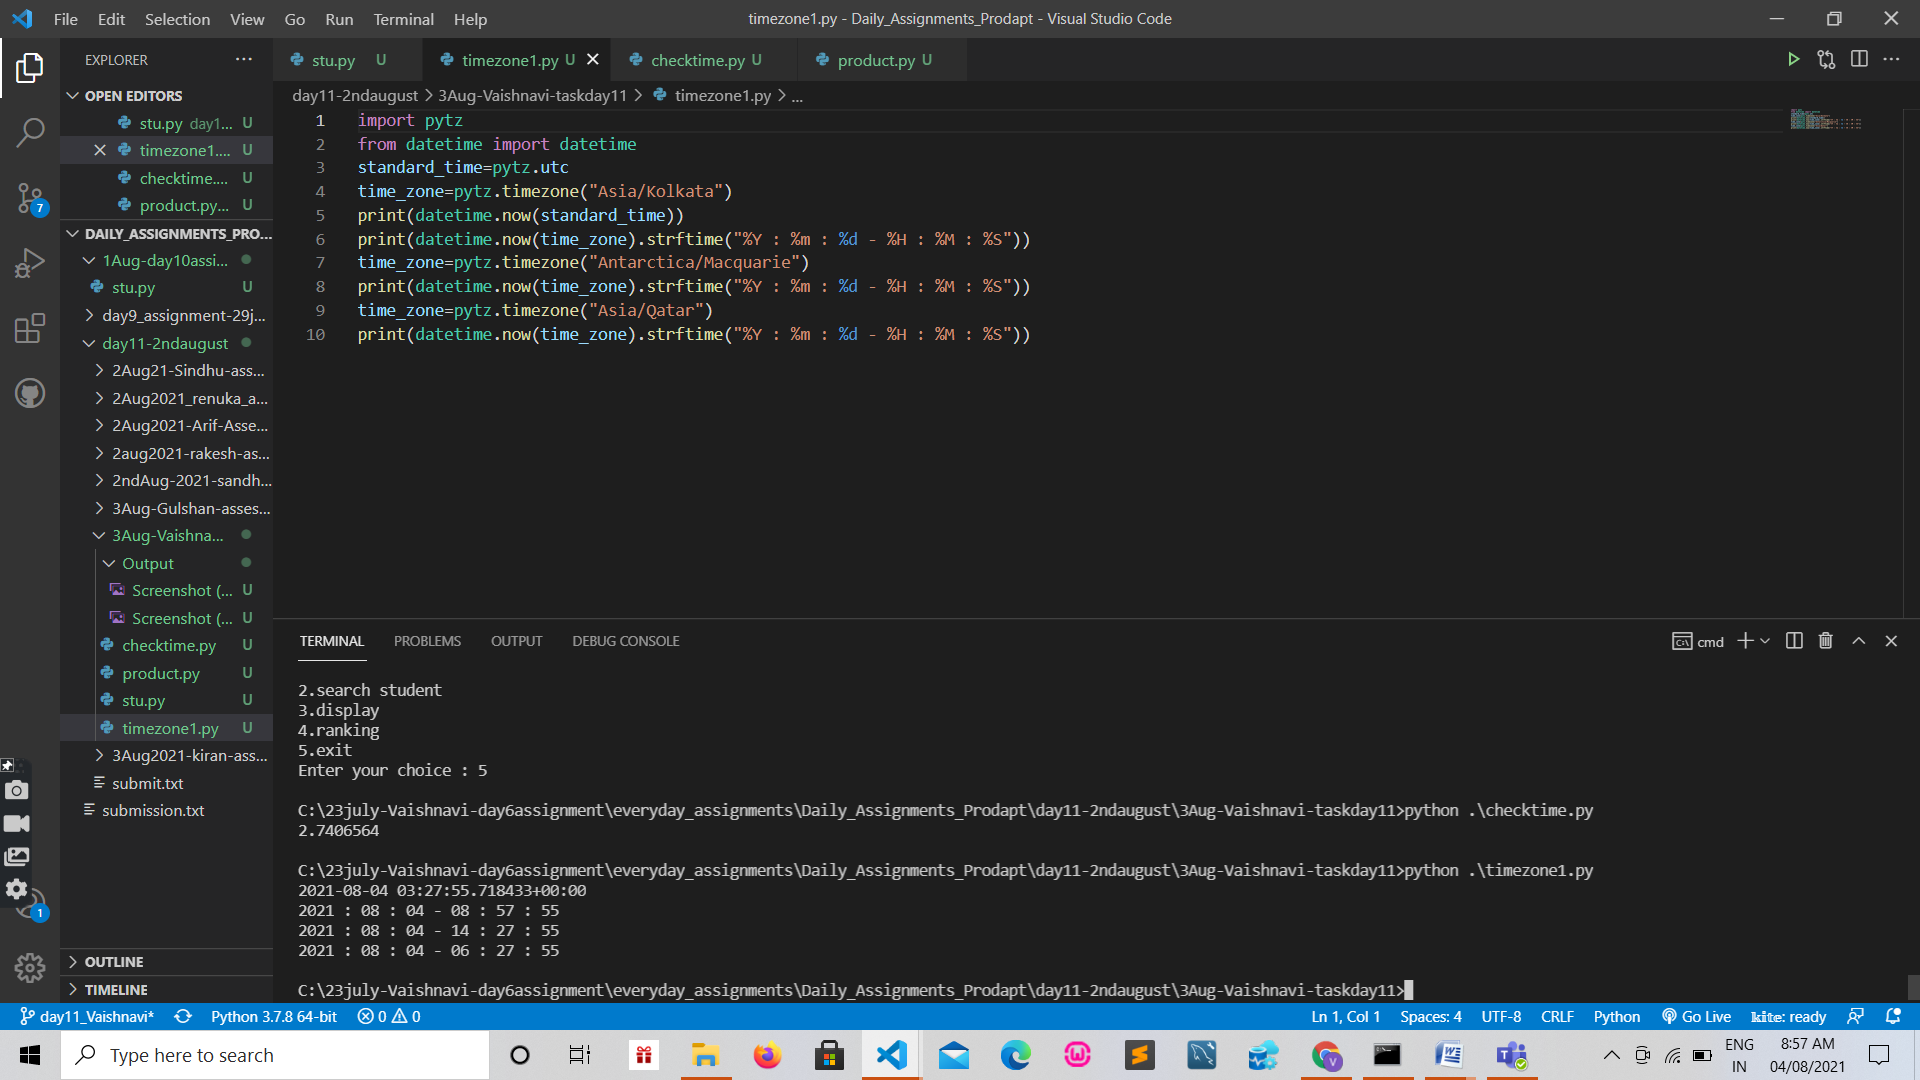 File Edit Selection View Go Run Terminal Help
timezone1.py - Daily_Assignments_Prodapt - Visual Studio Code
EXPLORER ...
stu.py U
timezone1.py U
checktime.py U
product.py U
OPEN EDITORS
stu.py day1... U
timezone1.... U
checktime.... U
product.py... U
DAILY_ASSIGNMENTS_PRO...
1Aug-day10assi...
stu.py U
day9_assignment-29j...
day11-2ndaugust
2Aug21-Sindhu-ass...
2Aug2021_renuka_a...
2Aug2021-Arif-Asse...
2aug2021-rakesh-as...
2ndAug-2021-sandh...
3Aug-Gulshan-asses...
3Aug-Vaishna...
Output
Screenshot (... U
Screenshot (... U
checktime.py U
product.py U
stu.py U
timezone1.py U
3Aug2021-kiran-ass...
submit.txt
submission.txt
OUTLINE
TIMELINE
7
1
day11-2ndaugust > 3Aug-Vaishnavi-taskday11 > timezone1.py > ...
1 import pytz
2 from datetime import datetime
3 standard_time=pytz.utc
4 time_zone=pytz.timezone("Asia/Kolkata")
5 print(datetime.now(standard_time))
6 print(datetime.now(time_zone).strftime("%Y : %m : %d - %H : %M : %S"))
7 time_zone=pytz.timezone("Antarctica/Macquarie")
8 print(datetime.now(time_zone).strftime("%Y : %m : %d - %H : %M : %S"))
9 time_zone=pytz.timezone("Asia/Qatar")
10 print(datetime.now(time_zone).strftime("%Y : %m : %d - %H : %M : %S"))
TERMINAL PROBLEMS OUTPUT DEBUG CONSOLE
cmd
2.search student
3.display
4.ranking
5.exit
Enter your choice : 5
C:\23july-Vaishnavi-day6assignment\everyday_assignments\Daily_Assignments_Prodapt\day11-2ndaugust\3Aug-Vaishnavi-taskday11>python .\checktime.py
2.7406564
C:\23july-Vaishnavi-day6assignment\everyday_assignments\Daily_Assignments_Prodapt\day11-2ndaugust\3Aug-Vaishnavi-taskday11>python .\timezone1.py
2021-08-04 03:27:55.718433+00:00
2021 : 08 : 04 - 08 : 57 : 55
2021 : 08 : 04 - 14 : 27 : 55
2021 : 08 : 04 - 06 : 27 : 55
C:\23july-Vaishnavi-day6assignment\everyday_assignments\Daily_Assignments_Prodapt\day11-2ndaugust\3Aug-Vaishnavi-taskday11>
day11_Vaishnavi* Python 3.7.8 64-bit 0 0
Ln 1, Col 1 Spaces: 4 UTF-8 CRLF Python Go Live kite: ready
Type here to search
ENG
IN
8:57 AM
04/08/2021